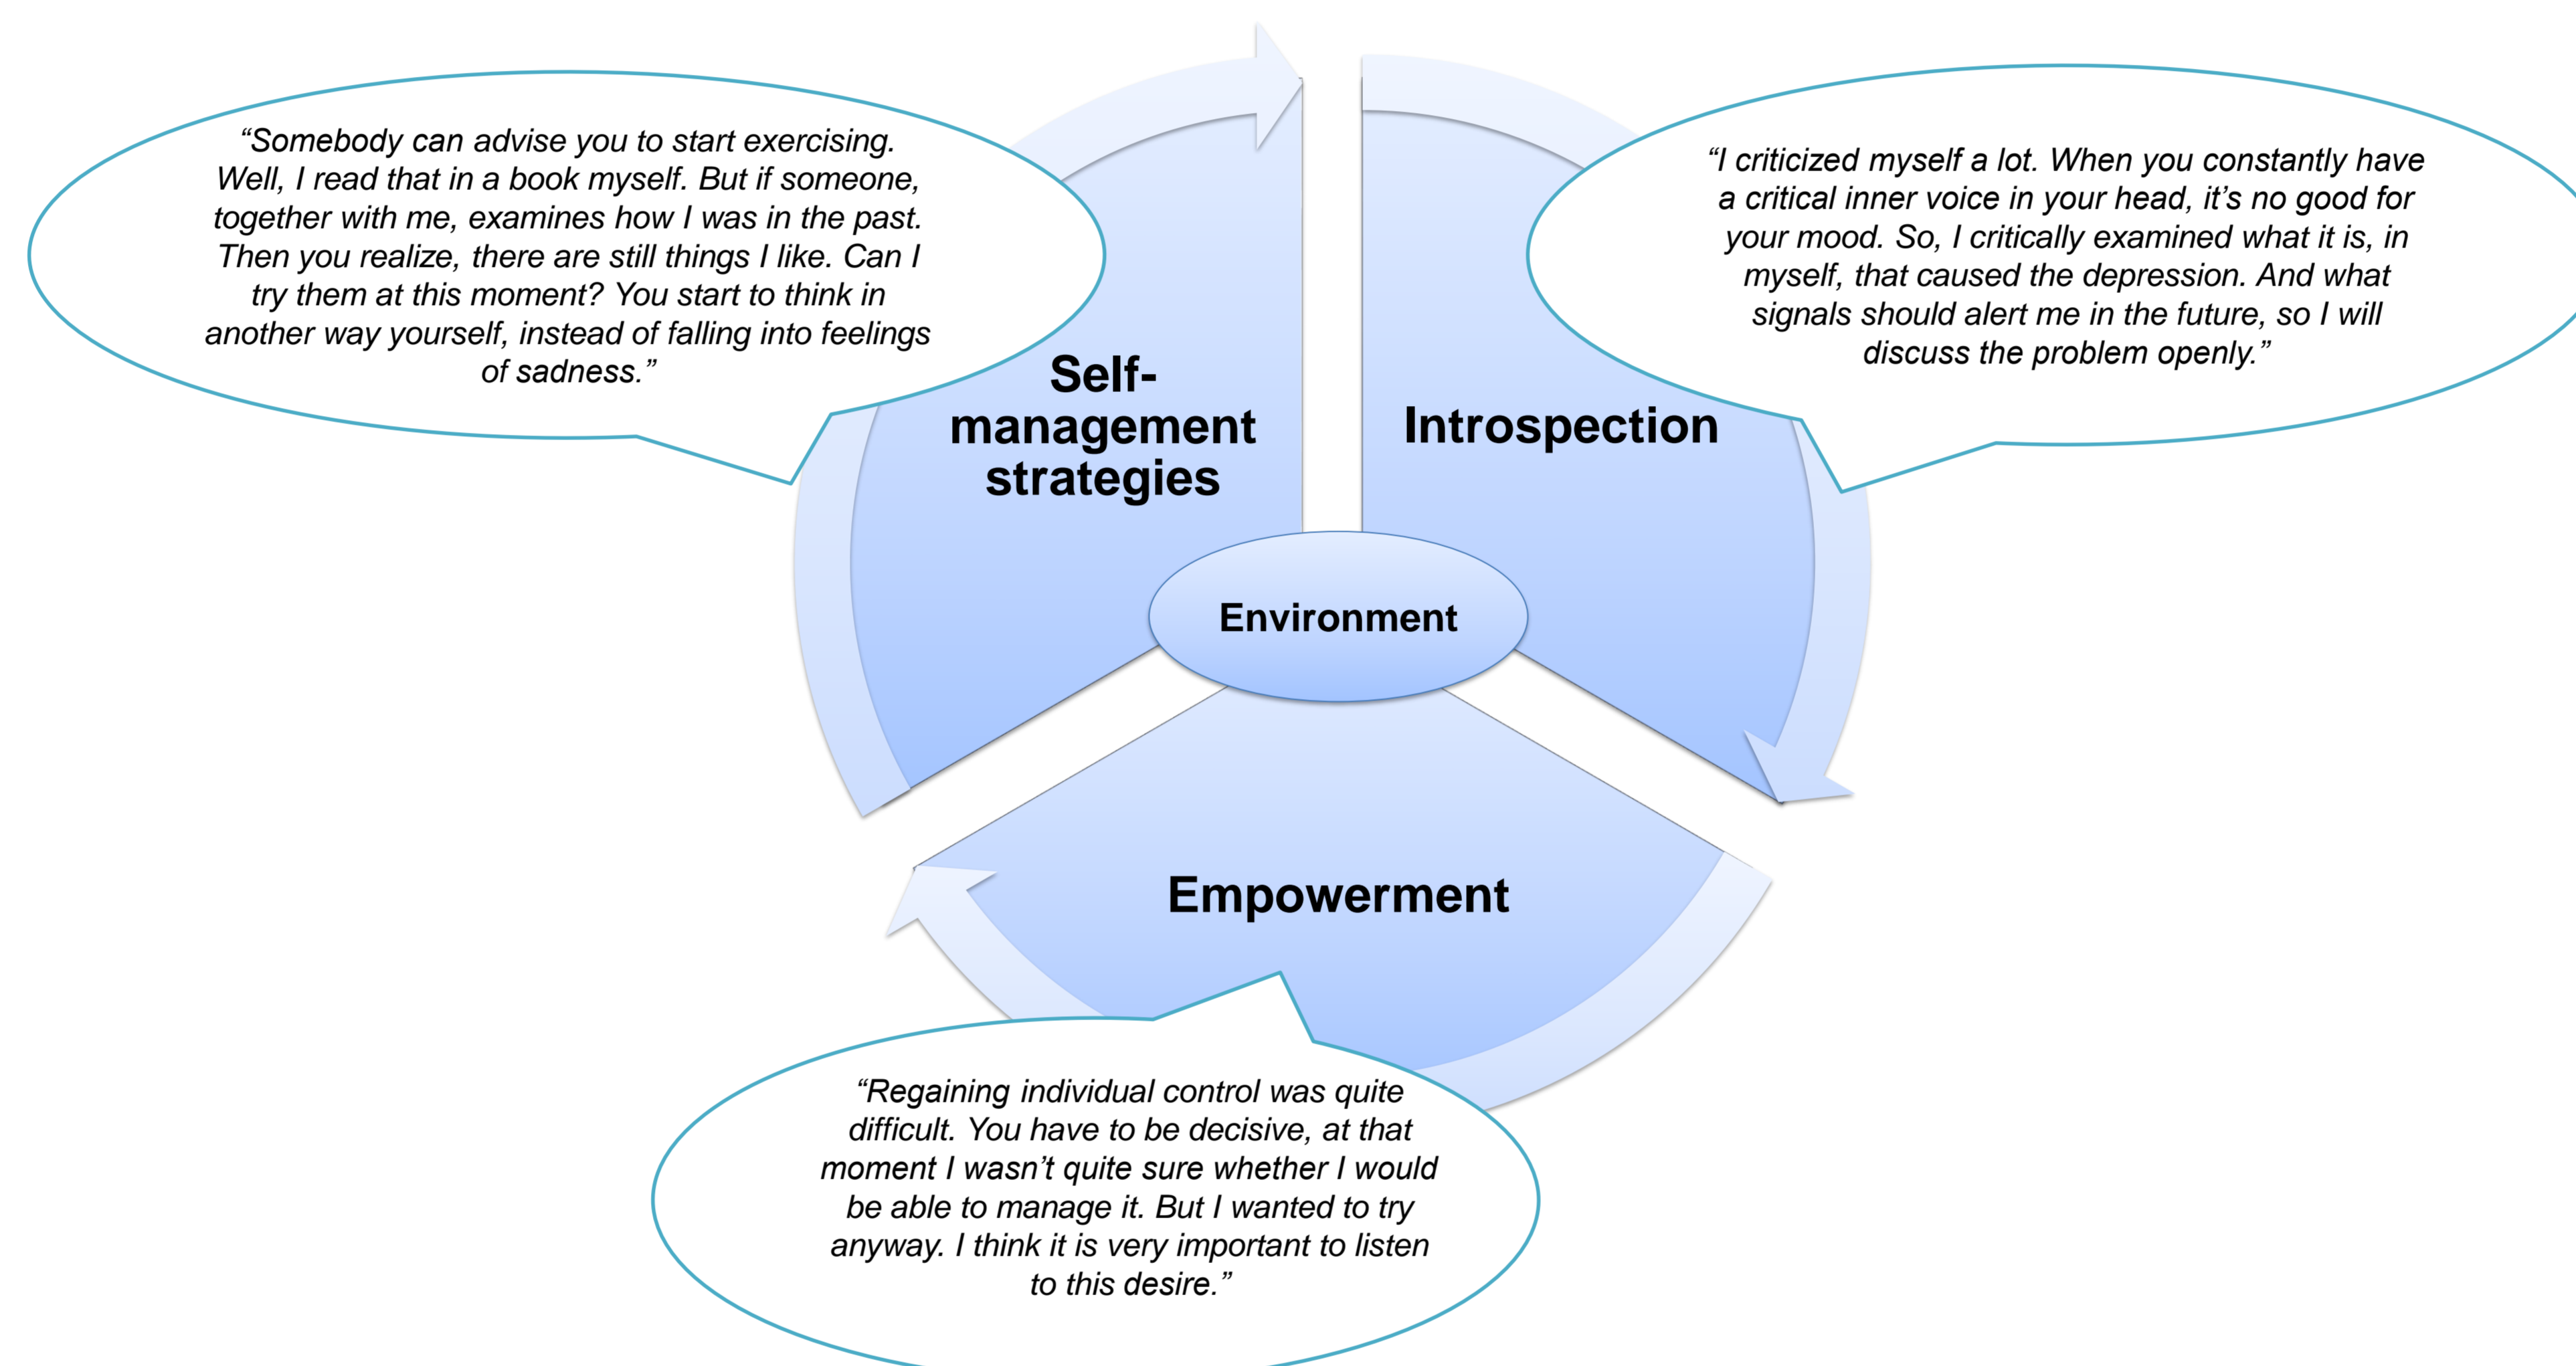 “Somebody can advise you to start exercising.
Well, I read that in a book myself. But if someone,
together with me, examines how I was in the past.
Then you realize, there are still things I like. Can I
try them at this moment? You start to think in
another way yourself, instead of falling into feelings
of sadness.”
“I criticized myself a lot. When you constantly have
a critical inner voice in your head, it’s no good for
your mood. So, I critically examined what it is, in
myself, that caused the depression. And what
signals should alert me in the future, so I will
discuss the problem openly.”
Self-
management
strategies
Introspection
Environment
Empowerment
“Regaining individual control was quite
difficult. You have to be decisive, at that
moment I wasn’t quite sure whether I would
be able to manage it. But I wanted to try
anyway. I think it is very important to listen
to this desire.”